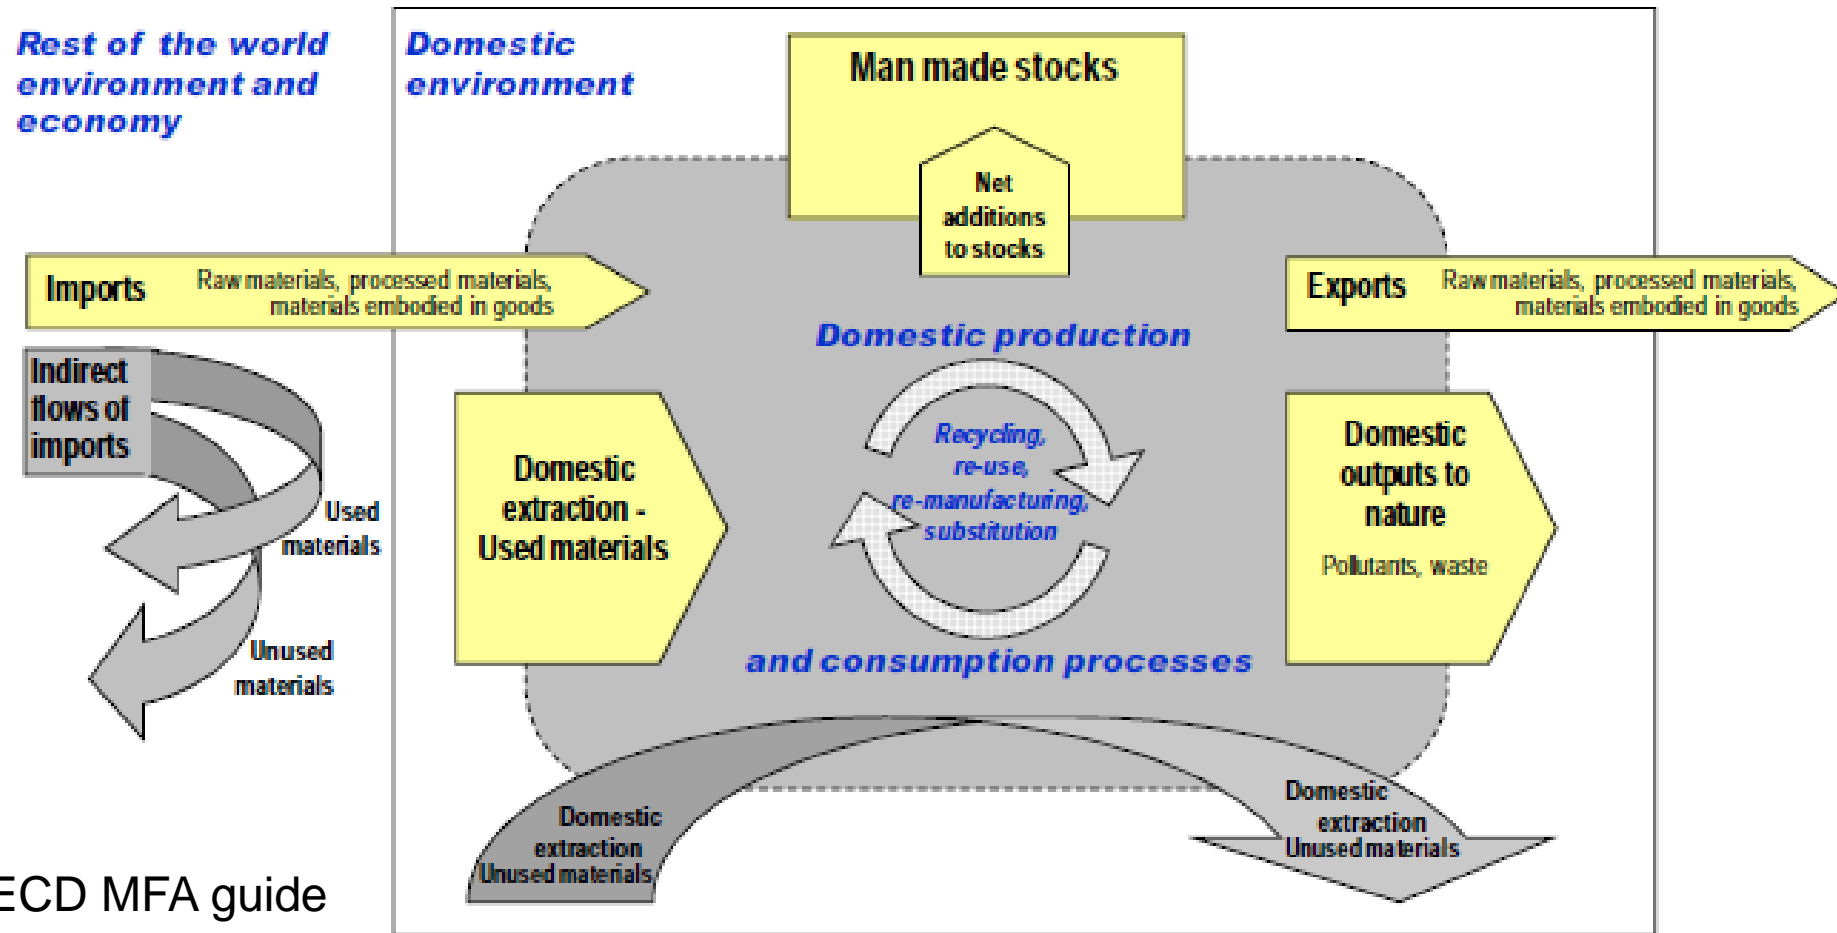 Rest of the world
environment and
economy
Domestic
environment
Man made stocks
Net
additions
to stocks
Imports
Raw materials, processed materials,
materials embodied in goods
Exports
Raw materials, processed materials,
materials embodied in goods
Indirect
flows of
imports
Used
materials
Unused
materials
Domestic production
Recycling,
re-use,
re-manufacturing,
substitution
and consumption processes
Domestic
extraction -
Used materials
Domestic
outputs to
nature
Pollutants, waste
Domestic
extraction
Unused materials
Domestic
extraction
Unused materials
ECD MFA guide